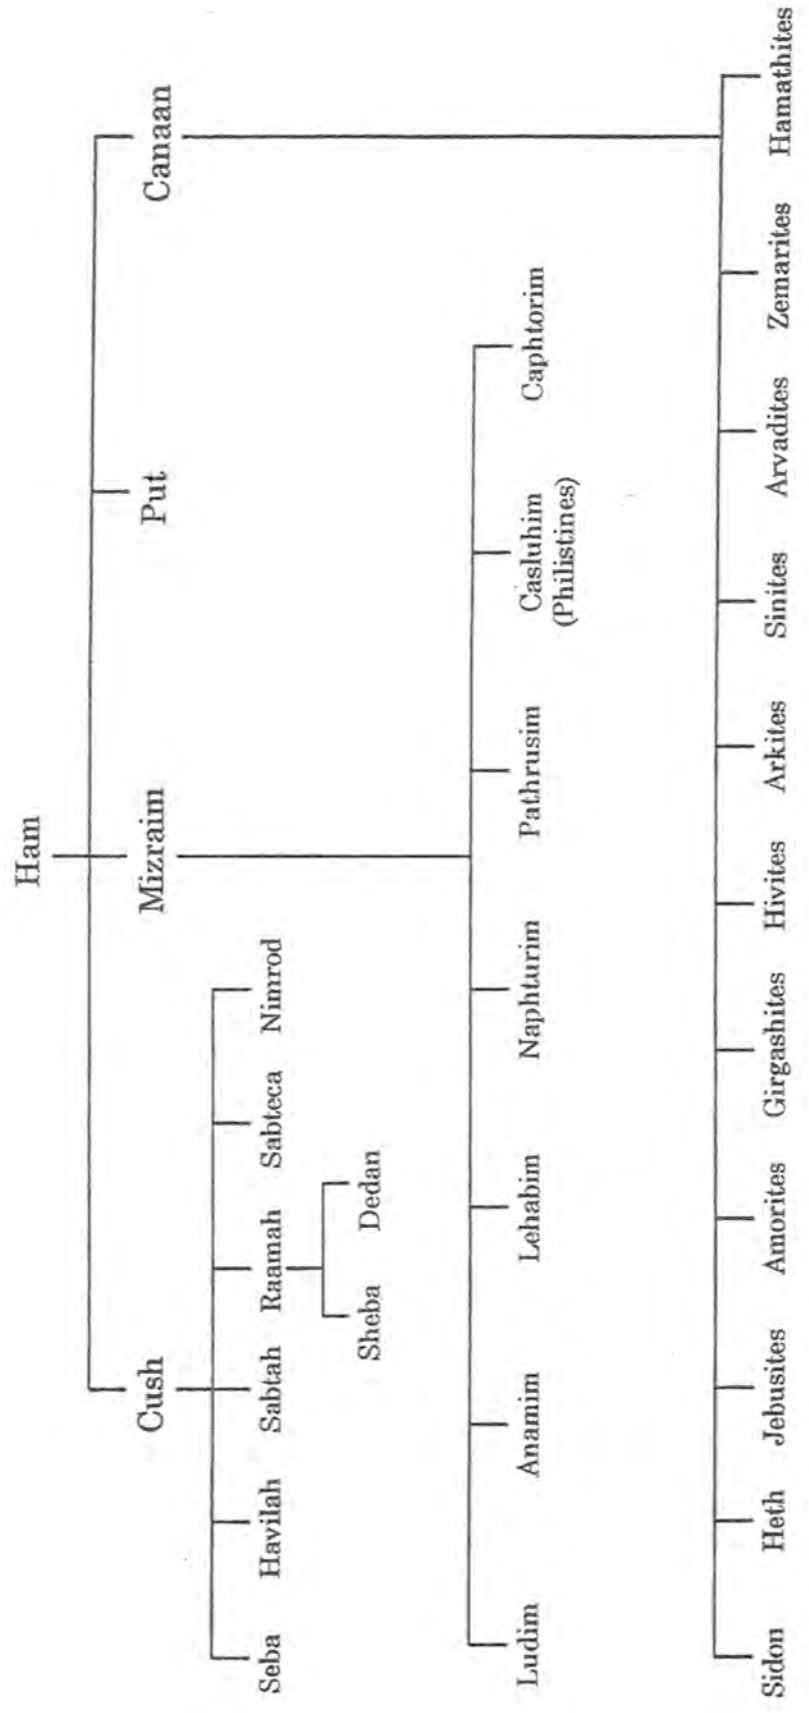 Ham
Cush Mizraim Put Canaan
Seba Havilah Sabtah Raamah Sabteca Nimrod
Sheba Dedan
Ludim Anamim Lehabim Naphturim Pathrusim Casluhim Caphtorim
(Philistines)
Sidon Heth Jebusites Amorites Girgashites Hivites Arkites Sinites Arvadites Zemarites Hamathites